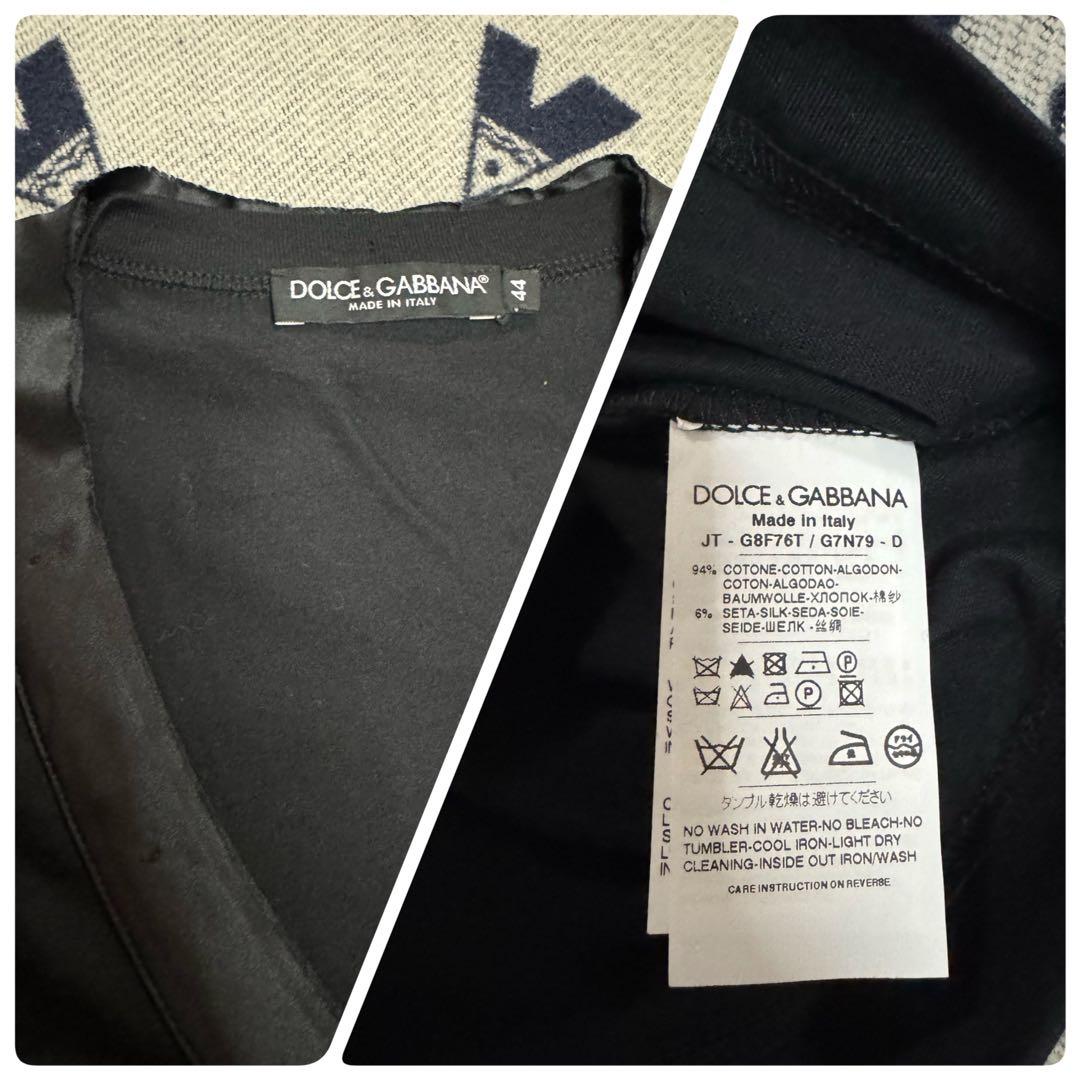 DOLCE & GABBANA®
MADE IN ITALY
44
DOLCE & GABBANA
Made in Italy
JT - G8F76T / G7N79 - D
94% COTONE-COTTON-ALGODON-
COTON-ALGODAO-
BAUMWOLLE-ХЛОПОК-棉纱
6% SETA-SILK-SEDA-SOIE-
SEIDE-ШЕЛК-丝绸
P
P
ドライ
タンブル乾燥は避けてください
NO WASH IN WATER-NO BLEACH-NO
TUMBLER-COOL IRON-LIGHT DRY
CLEANING-INSIDE OUT IRON/WASH
CARE INSTRUCTION ON REVERSE